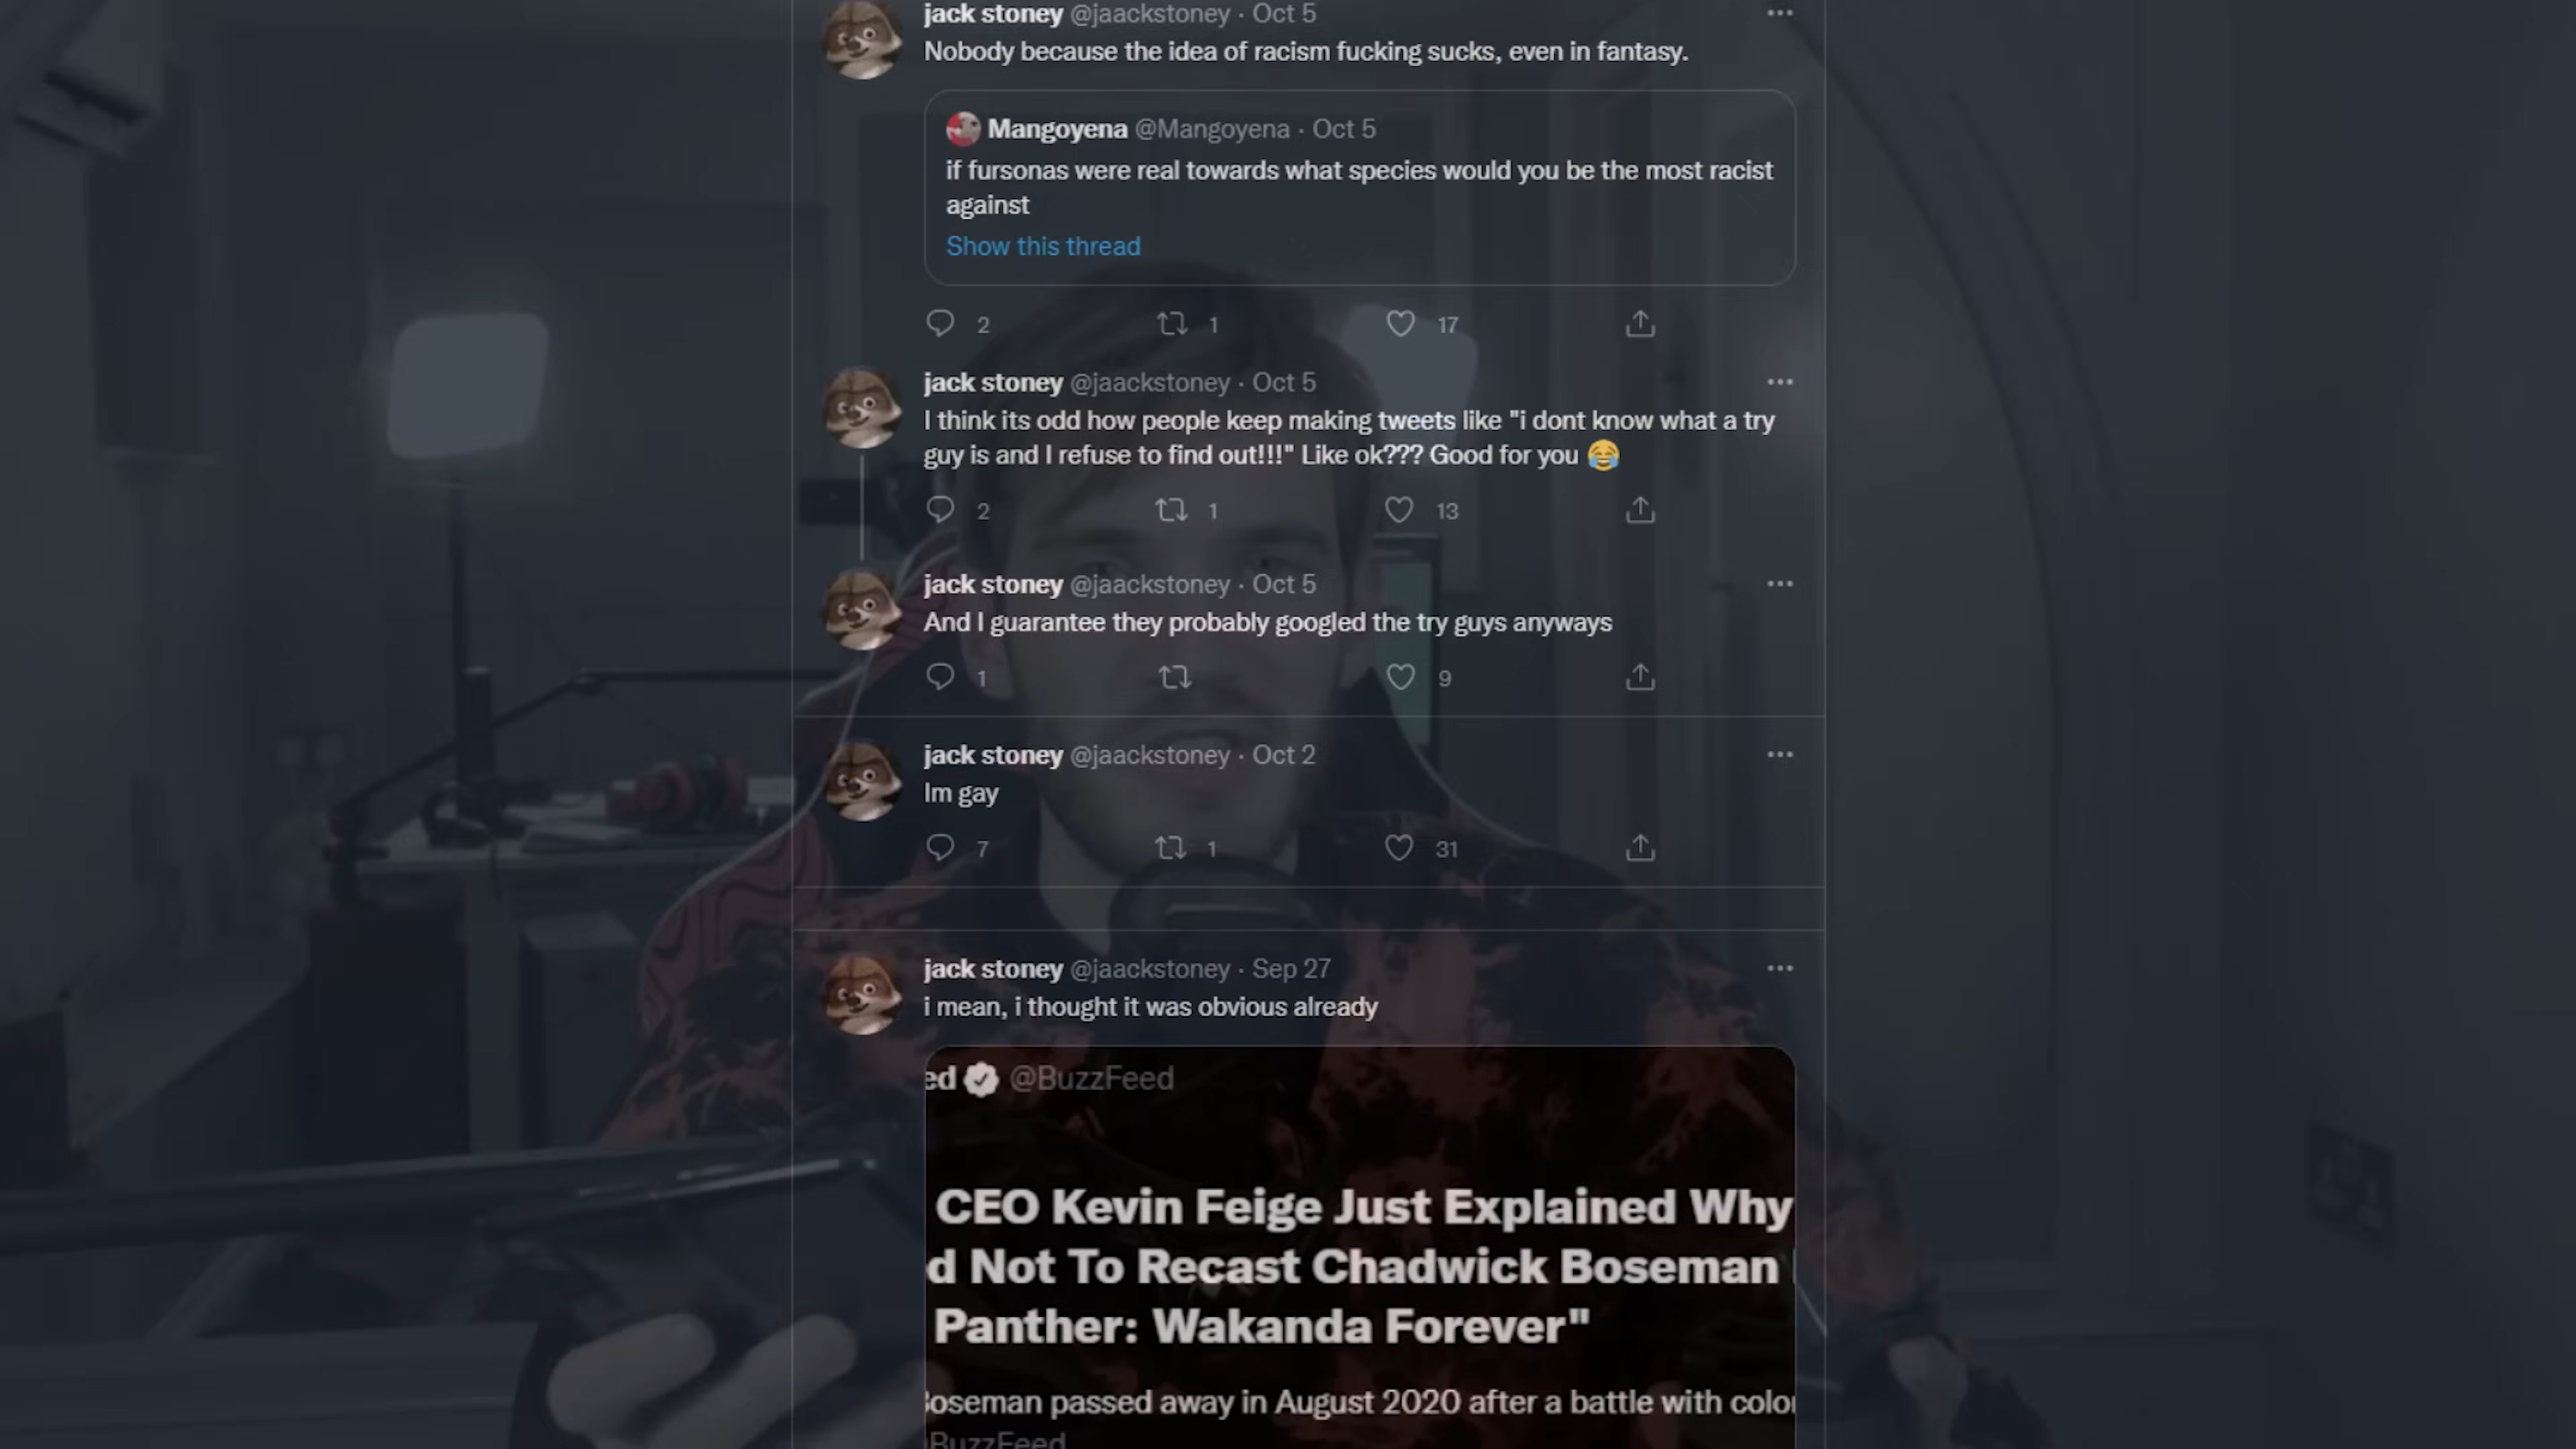 jack stoney @jaackstoney · Oct 5
Nobody because the idea of racism fucking sucks, even in fantasy.
Mangoyena @Mangoyena · Oct 5
if fursonas were real towards what species would you be the most racist
against
Show this thread
2 1 17
jack stoney @jaackstoney · Oct 5
I think its odd how people keep making tweets like "i dont know what a try
guy is and I refuse to find out!!!" Like ok??? Good for you 😂
2 1 13
jack stoney @jaackstoney · Oct 5
And I guarantee they probably googled the try guys anyways
1 9
jack stoney @jaackstoney · Oct 2
Im gay
7 1 31
jack stoney @jaackstoney · Sep 27
i mean, i thought it was obvious already
ed @BuzzFeed
CEO Kevin Feige Just Explained Why
d Not To Recast Chadwick Boseman
Panther: Wakanda Forever"
Boseman passed away in August 2020 after a battle with colo
BuzzFeed